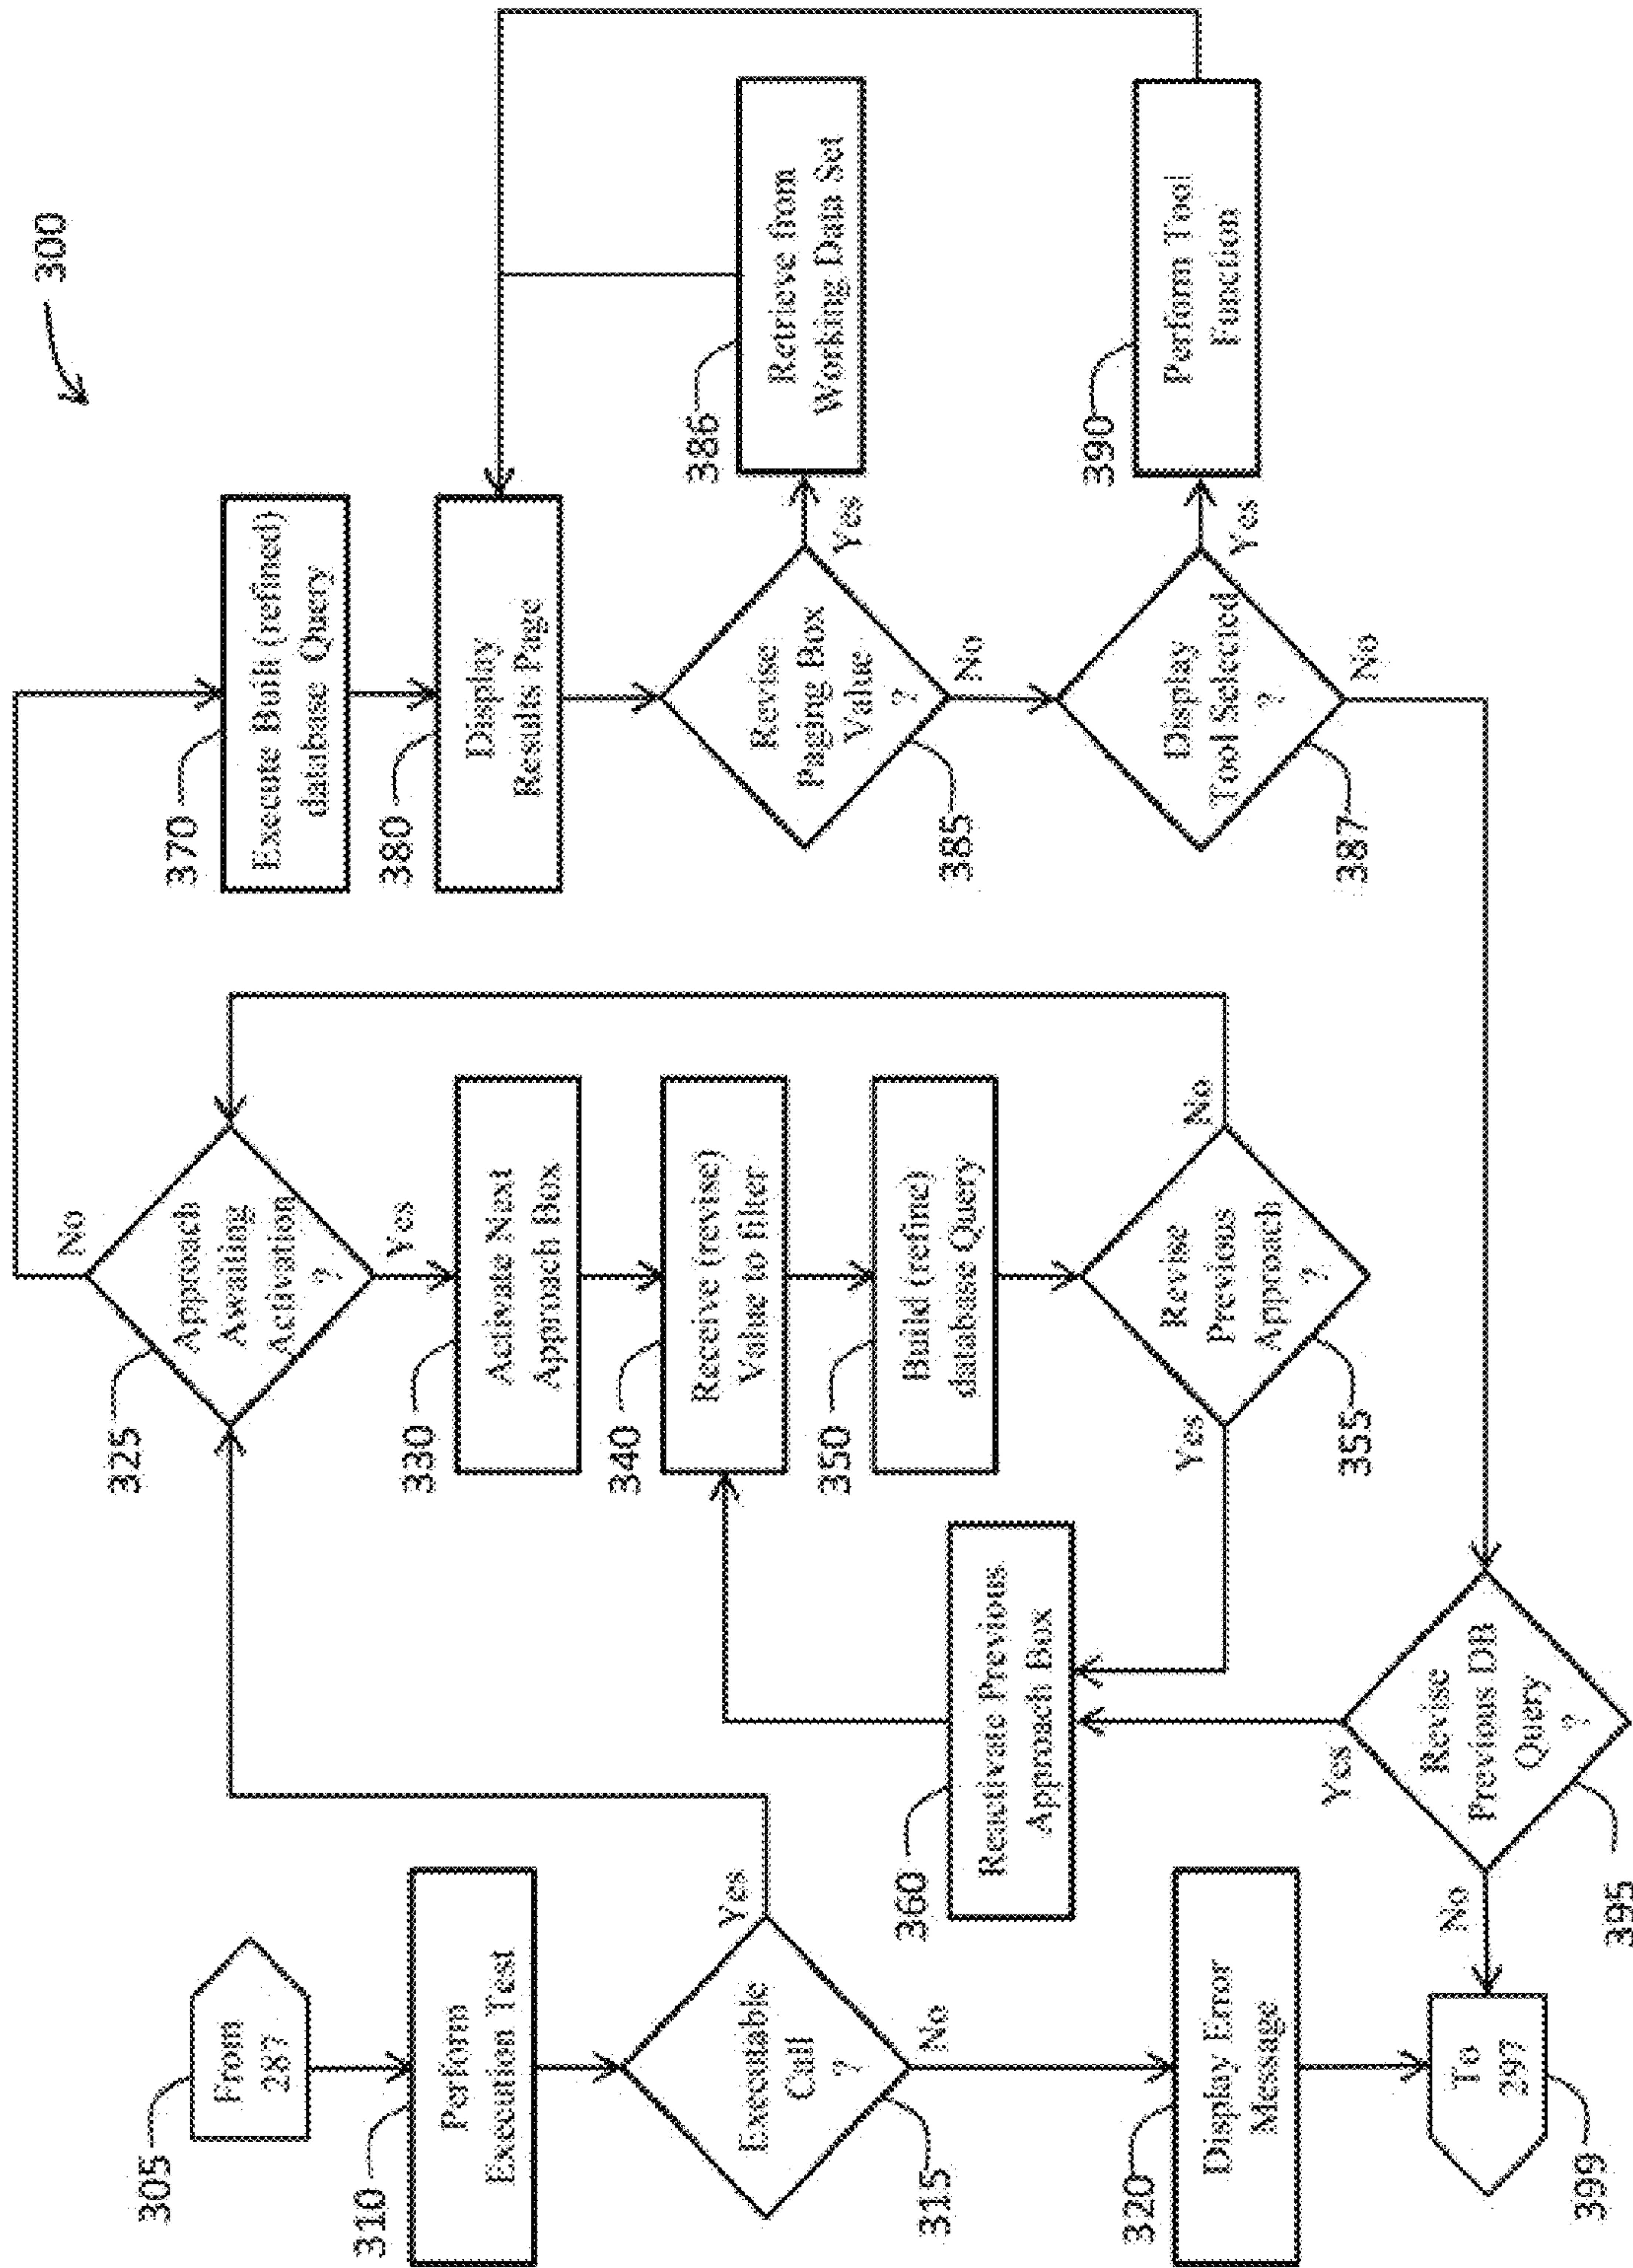 300
305
From
287
310
Perform
Execution Test
315
Executable
Call
?
Yes
No
320
Display Error
Message
To
297
399
325
Approach
Awaiting
Activation
?
No
Yes
330
Activate Next
Approach Box
340
Receive (revise)
Value to filter
350
Build (refine)
database Query
355
Revise
Previous
Approach
?
Yes
No
360
Reactivate Previous
Approach Box
370
Execute Built (refined)
database Query
380
Display
Results Page
385
Revise
Paging Box
Value
?
Yes
No
386
Retrieve from
Working Data Set
387
Display
Tool Selected
?
Yes
No
390
Perform Tool
Function
395
Revise
Previous DB
Query
?
Yes
No